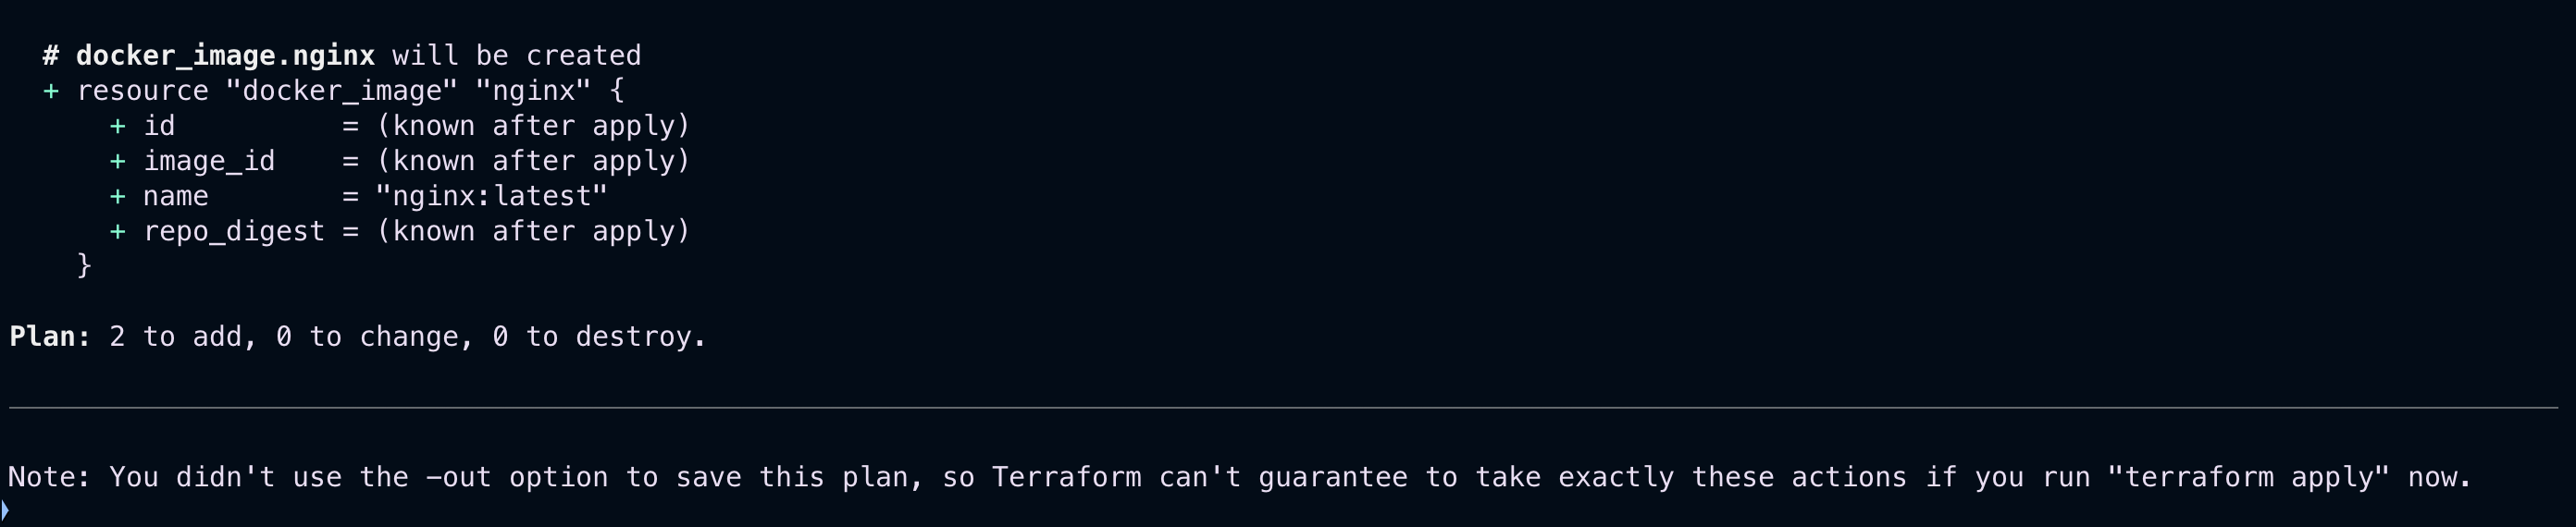 # docker_image.nginx will be created
+ resource "docker_image" "nginx" {
+ id = (known after apply)
+ image_id = (known after apply)
+ name = "nginx:latest"
+ repo_digest = (known after apply)
}
Plan: 2 to add, 0 to change, 0 to destroy.
Note: You didn't use the -out option to save this plan, so Terraform can't guarantee to take exactly these actions if you run "terraform apply" now.